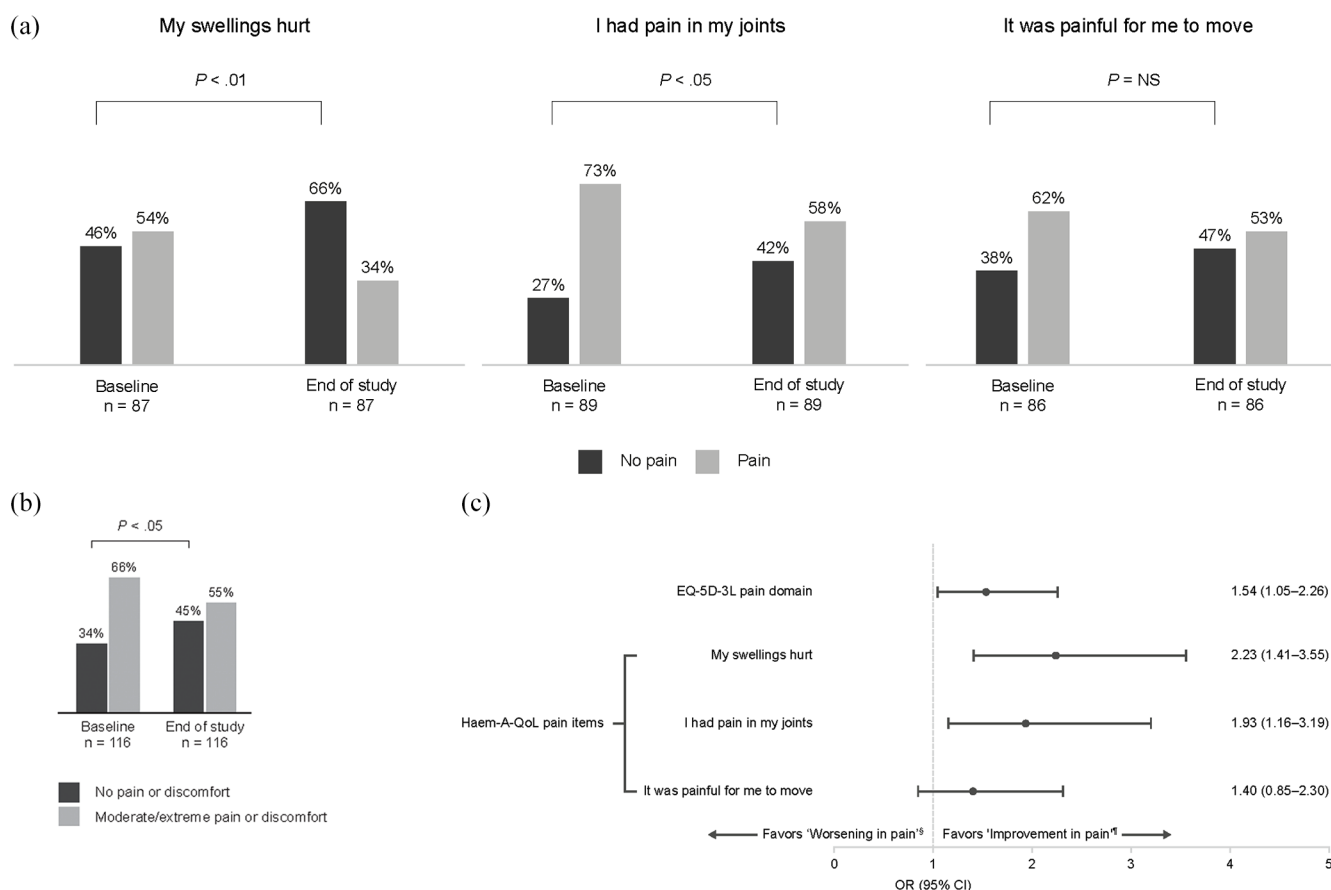 (a)
My swellings hurt
I had pain in my joints
It was painful for me to move
P < .01
P < .05
P = NS
46%
54%
66%
34%
27%
73%
42%
58%
38%
62%
47%
53%
Baseline
n = 87
End of study
n = 87
Baseline
n = 89
End of study
n = 89
Baseline
n = 86
End of study
n = 86
No pain
Pain
(b)
P < .05
34%
66%
45%
55%
Baseline
n = 116
End of study
n = 116
No pain or discomfort
Moderate/extreme pain or discomfort
(c)
EQ-5D-3L pain domain
1.54 (1.05–2.26)
My swellings hurt
2.23 (1.41–3.55)
Haem-A-QoL pain items
I had pain in my joints
1.93 (1.16–3.19)
It was painful for me to move
1.40 (0.85–2.30)
Favors ‘Worsening in pain’§
Favors ‘Improvement in pain’¶
0
1
2
3
4
5
OR (95% CI)